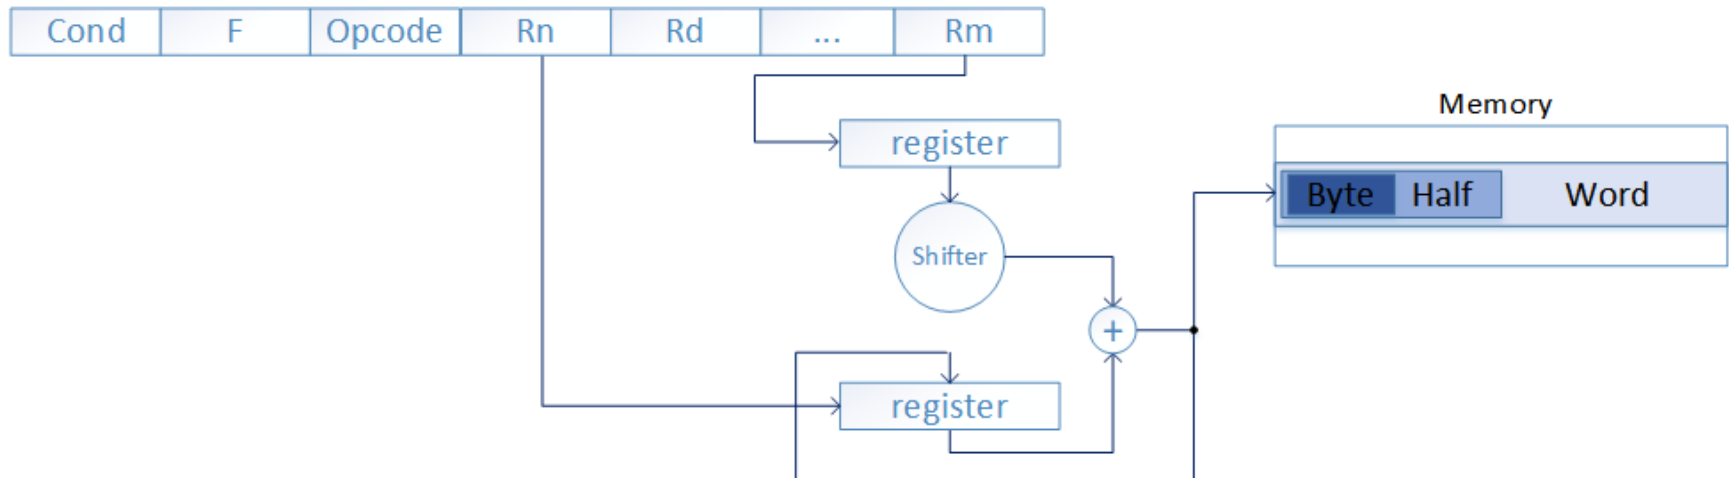 Cond F Opcode Rn Rd ... Rm
Memory
register
Byte Half Word
Shifter
+
register